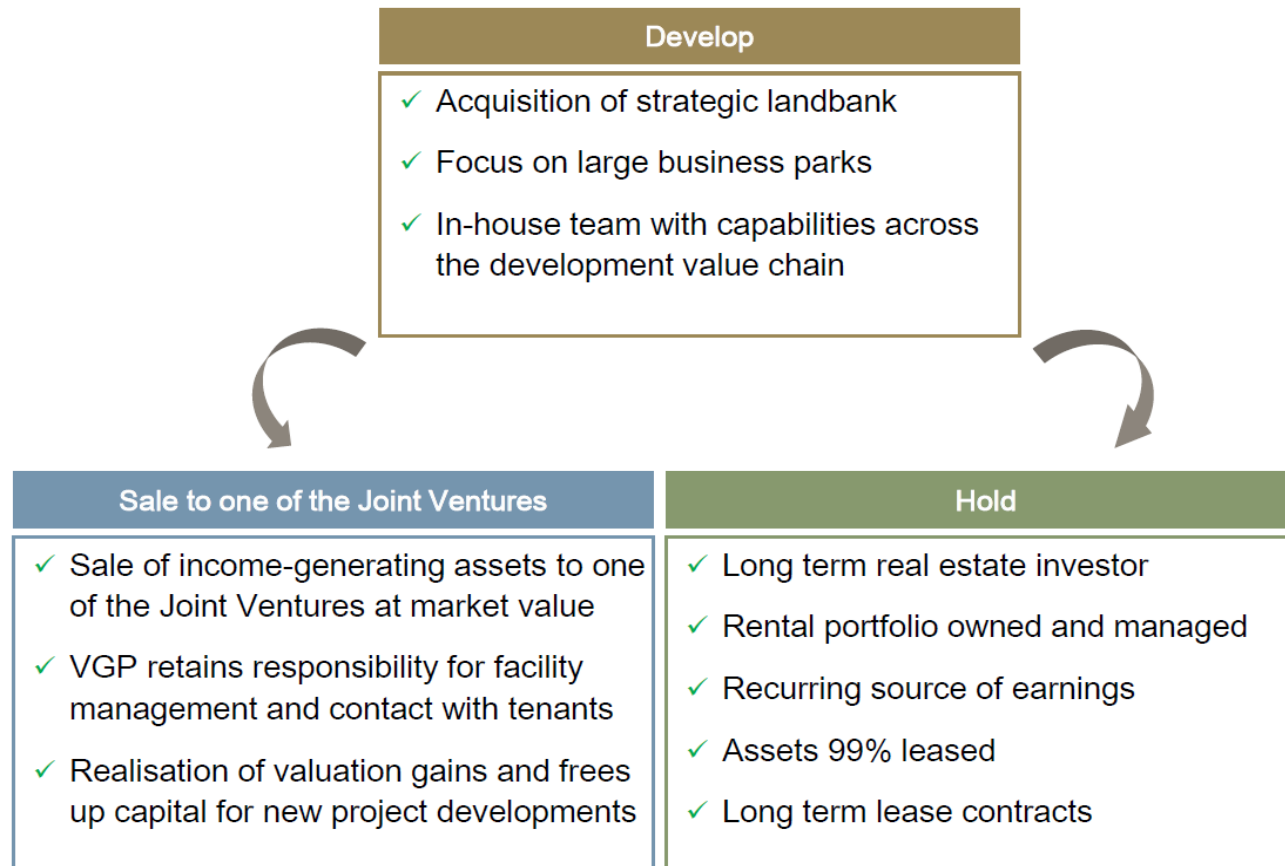 Develop
✓ Acquisition of strategic landbank
✓ Focus on large business parks
✓ In-house team with capabilities across
the development value chain
Sale to one of the Joint Ventures
✓ Sale of income-generating assets to one
of the Joint Ventures at market value
✓ VGP retains responsibility for facility
management and contact with tenants
✓ Realisation of valuation gains and frees
up capital for new project developments
Hold
✓ Long term real estate investor
✓ Rental portfolio owned and managed
✓ Recurring source of earnings
✓ Assets 99% leased
✓ Long term lease contracts